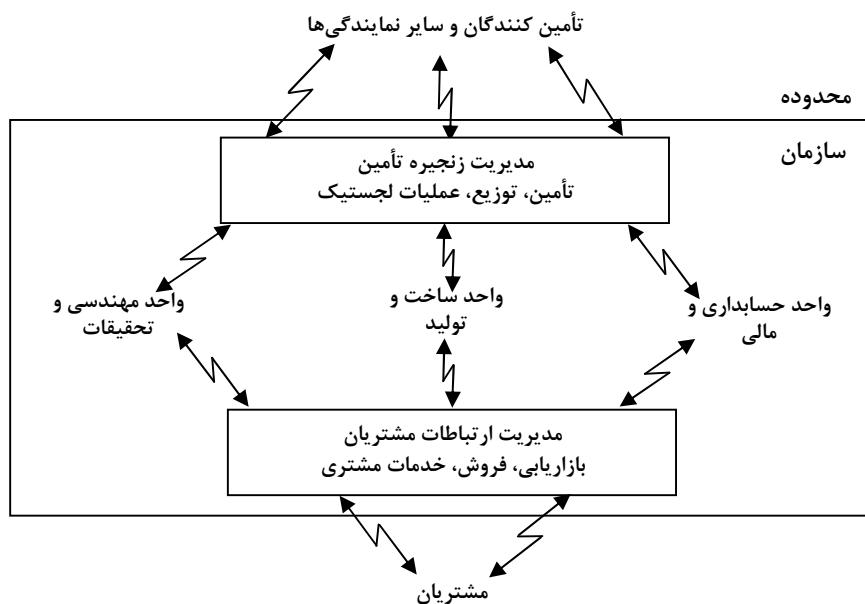 تأمین کنندگان و سایر نمایندگی‌ها
محدوده
سازمان
مدیریت زنجیره تأمین
تأمین، توزیع، عملیات لجستیک
واحد حسابداری و
مالی
واحد ساخت و
تولید
واحد مهندسی و
تحقیقات
مدیریت ارتباطات مشتریان
بازاریابی، فروش، خدمات مشتری
مشتریان